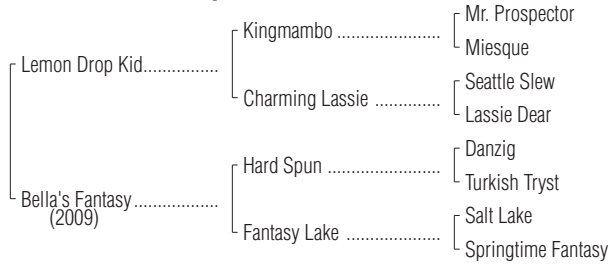 Mr. Prospector
Kingmambo ..................
Miesque
Lemon Drop Kid................
Seattle Slew
Charming Lassie ..............
Lassie Dear
Danzig
Hard Spun ....................
Turkish Tryst
Bella's Fantasy..................
(2009)
Salt Lake
Fantasy Lake .................
Springtime Fantasy